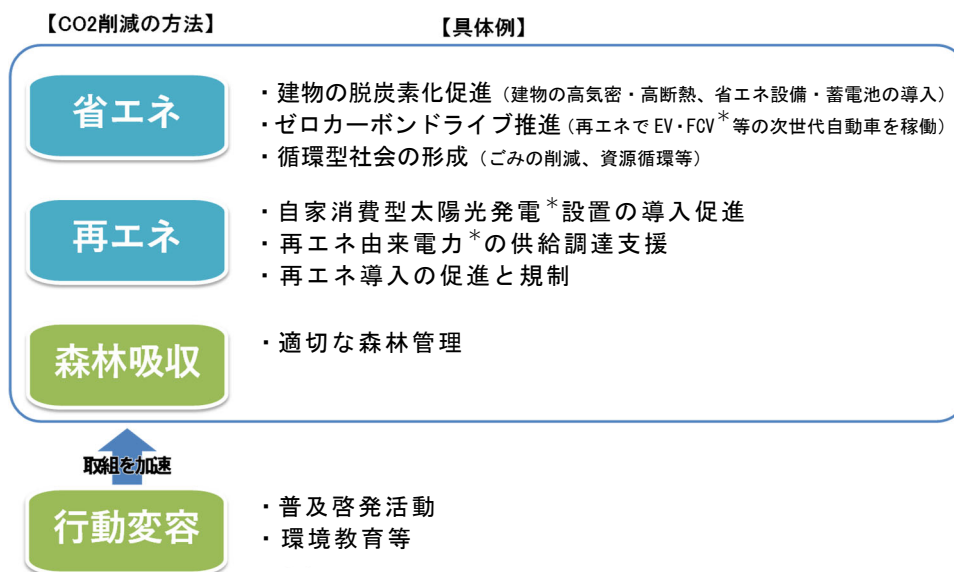 【CO2削減の方法】 【具体例】
省エネ
・建物の脱炭素化促進（建物の高気密・高断熱、省エネ設備・蓄電池の導入）
・ゼロカーボンドライブ推進（再エネでEV・FCV＊等の次世代自動車を稼働）
・循環型社会の形成（ごみの削減、資源循環等）
再エネ
・自家消費型太陽光発電＊設置の導入促進
・再エネ由来電力＊の供給調達支援
・再エネ導入の促進と規制
森林吸収
・適切な森林管理
取組を加速
行動変容
・普及啓発活動
・環境教育等